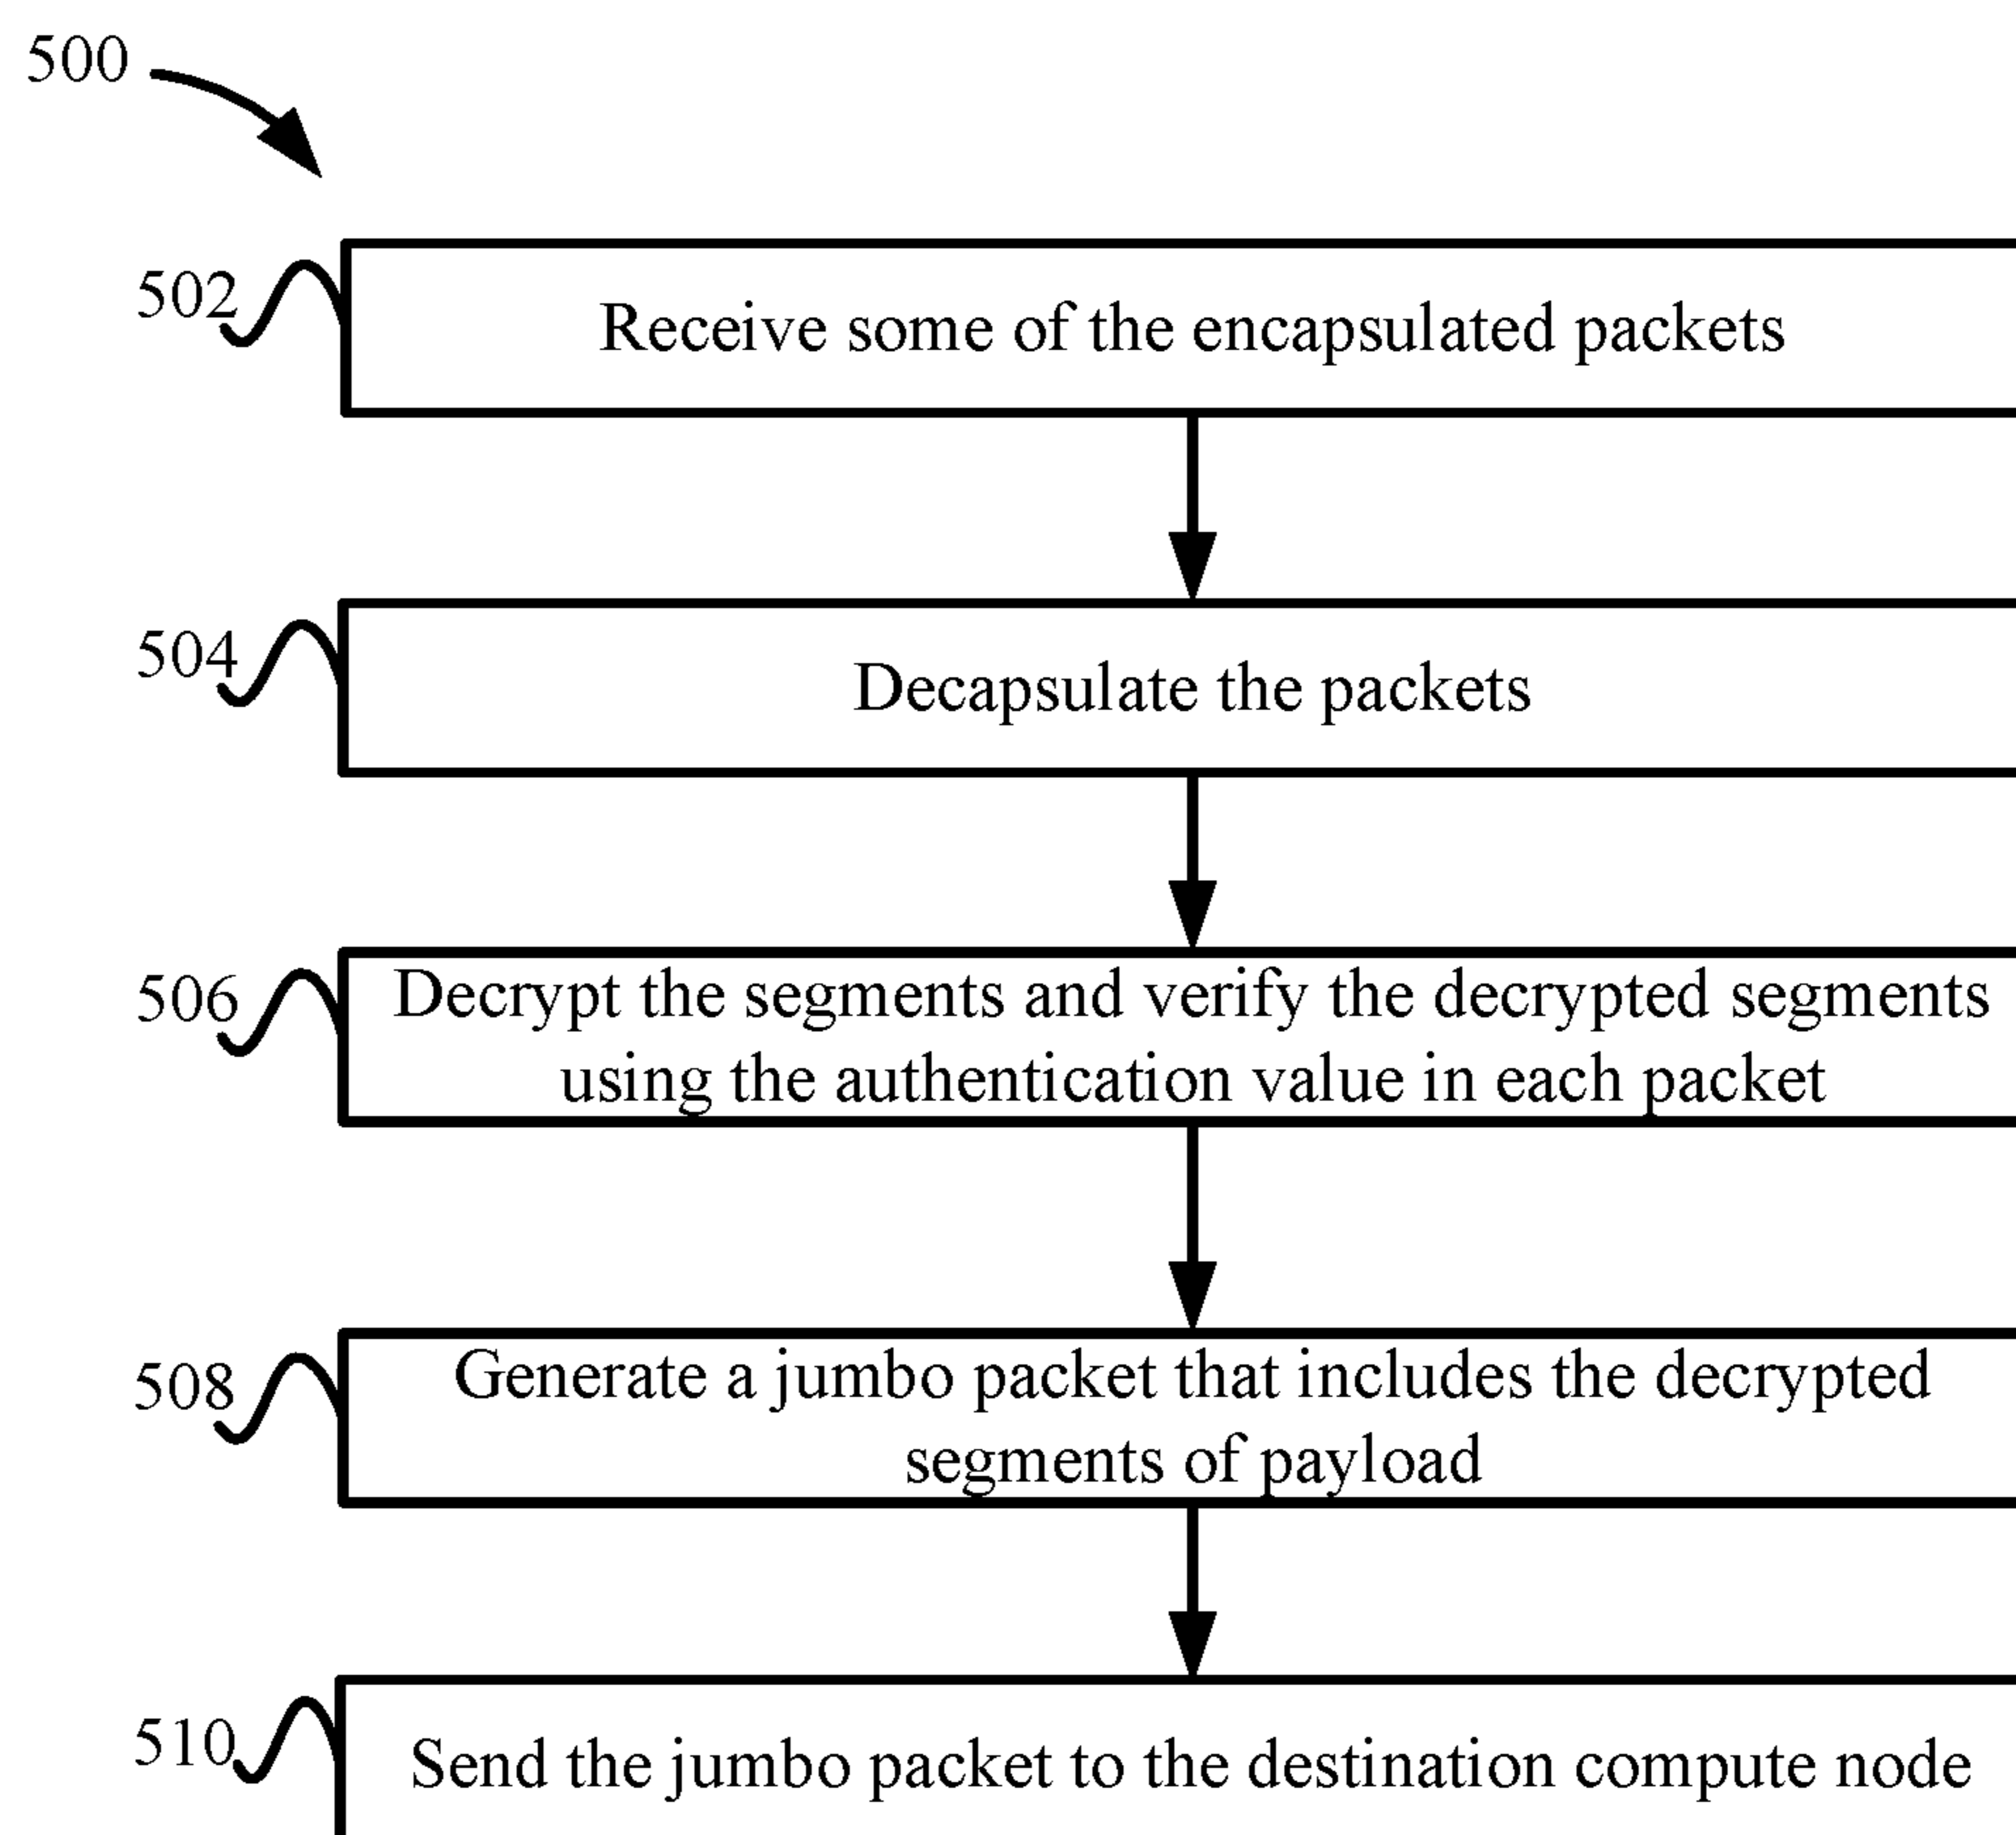 500
502
Receive some of the encapsulated packets
504
Decapsulate the packets
506
Decrypt the segments and verify the decrypted segments
using the authentication value in each packet
508
Generate a jumbo packet that includes the decrypted
segments of payload
510
Send the jumbo packet to the destination compute node